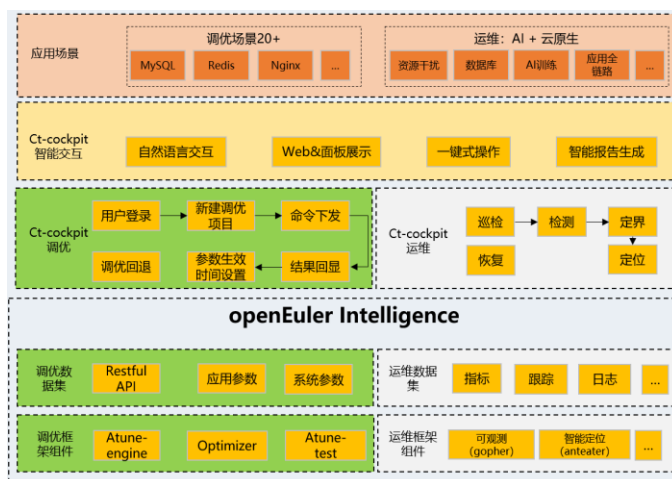 应用场景
调优场景20+
MySQL
Redis
Nginx
...
运维：AI + 云原生
资源干扰
数据库
AI训练
应用全
链路
...
Ct-cockpit
智能交互
自然语言交互
Web&面板展示
一键式操作
智能报告生成
Ct-cockpit
调优
用户登录
新建调优
项目
命令下发
调优回退
参数生效
时间设置
结果回显
Ct-cockpit
运维
巡检
检测
定界
恢复
定位
openEuler Intelligence
调优数
据集
Restful
API
应用参数
系统参数
运维数据
集
指标
跟踪
日志
...
调优框
架组件
Atune-
engine
Optimizer
Atune-
test
运维框架
组件
可观测
(gopher)
智能定位
(anteater)
...